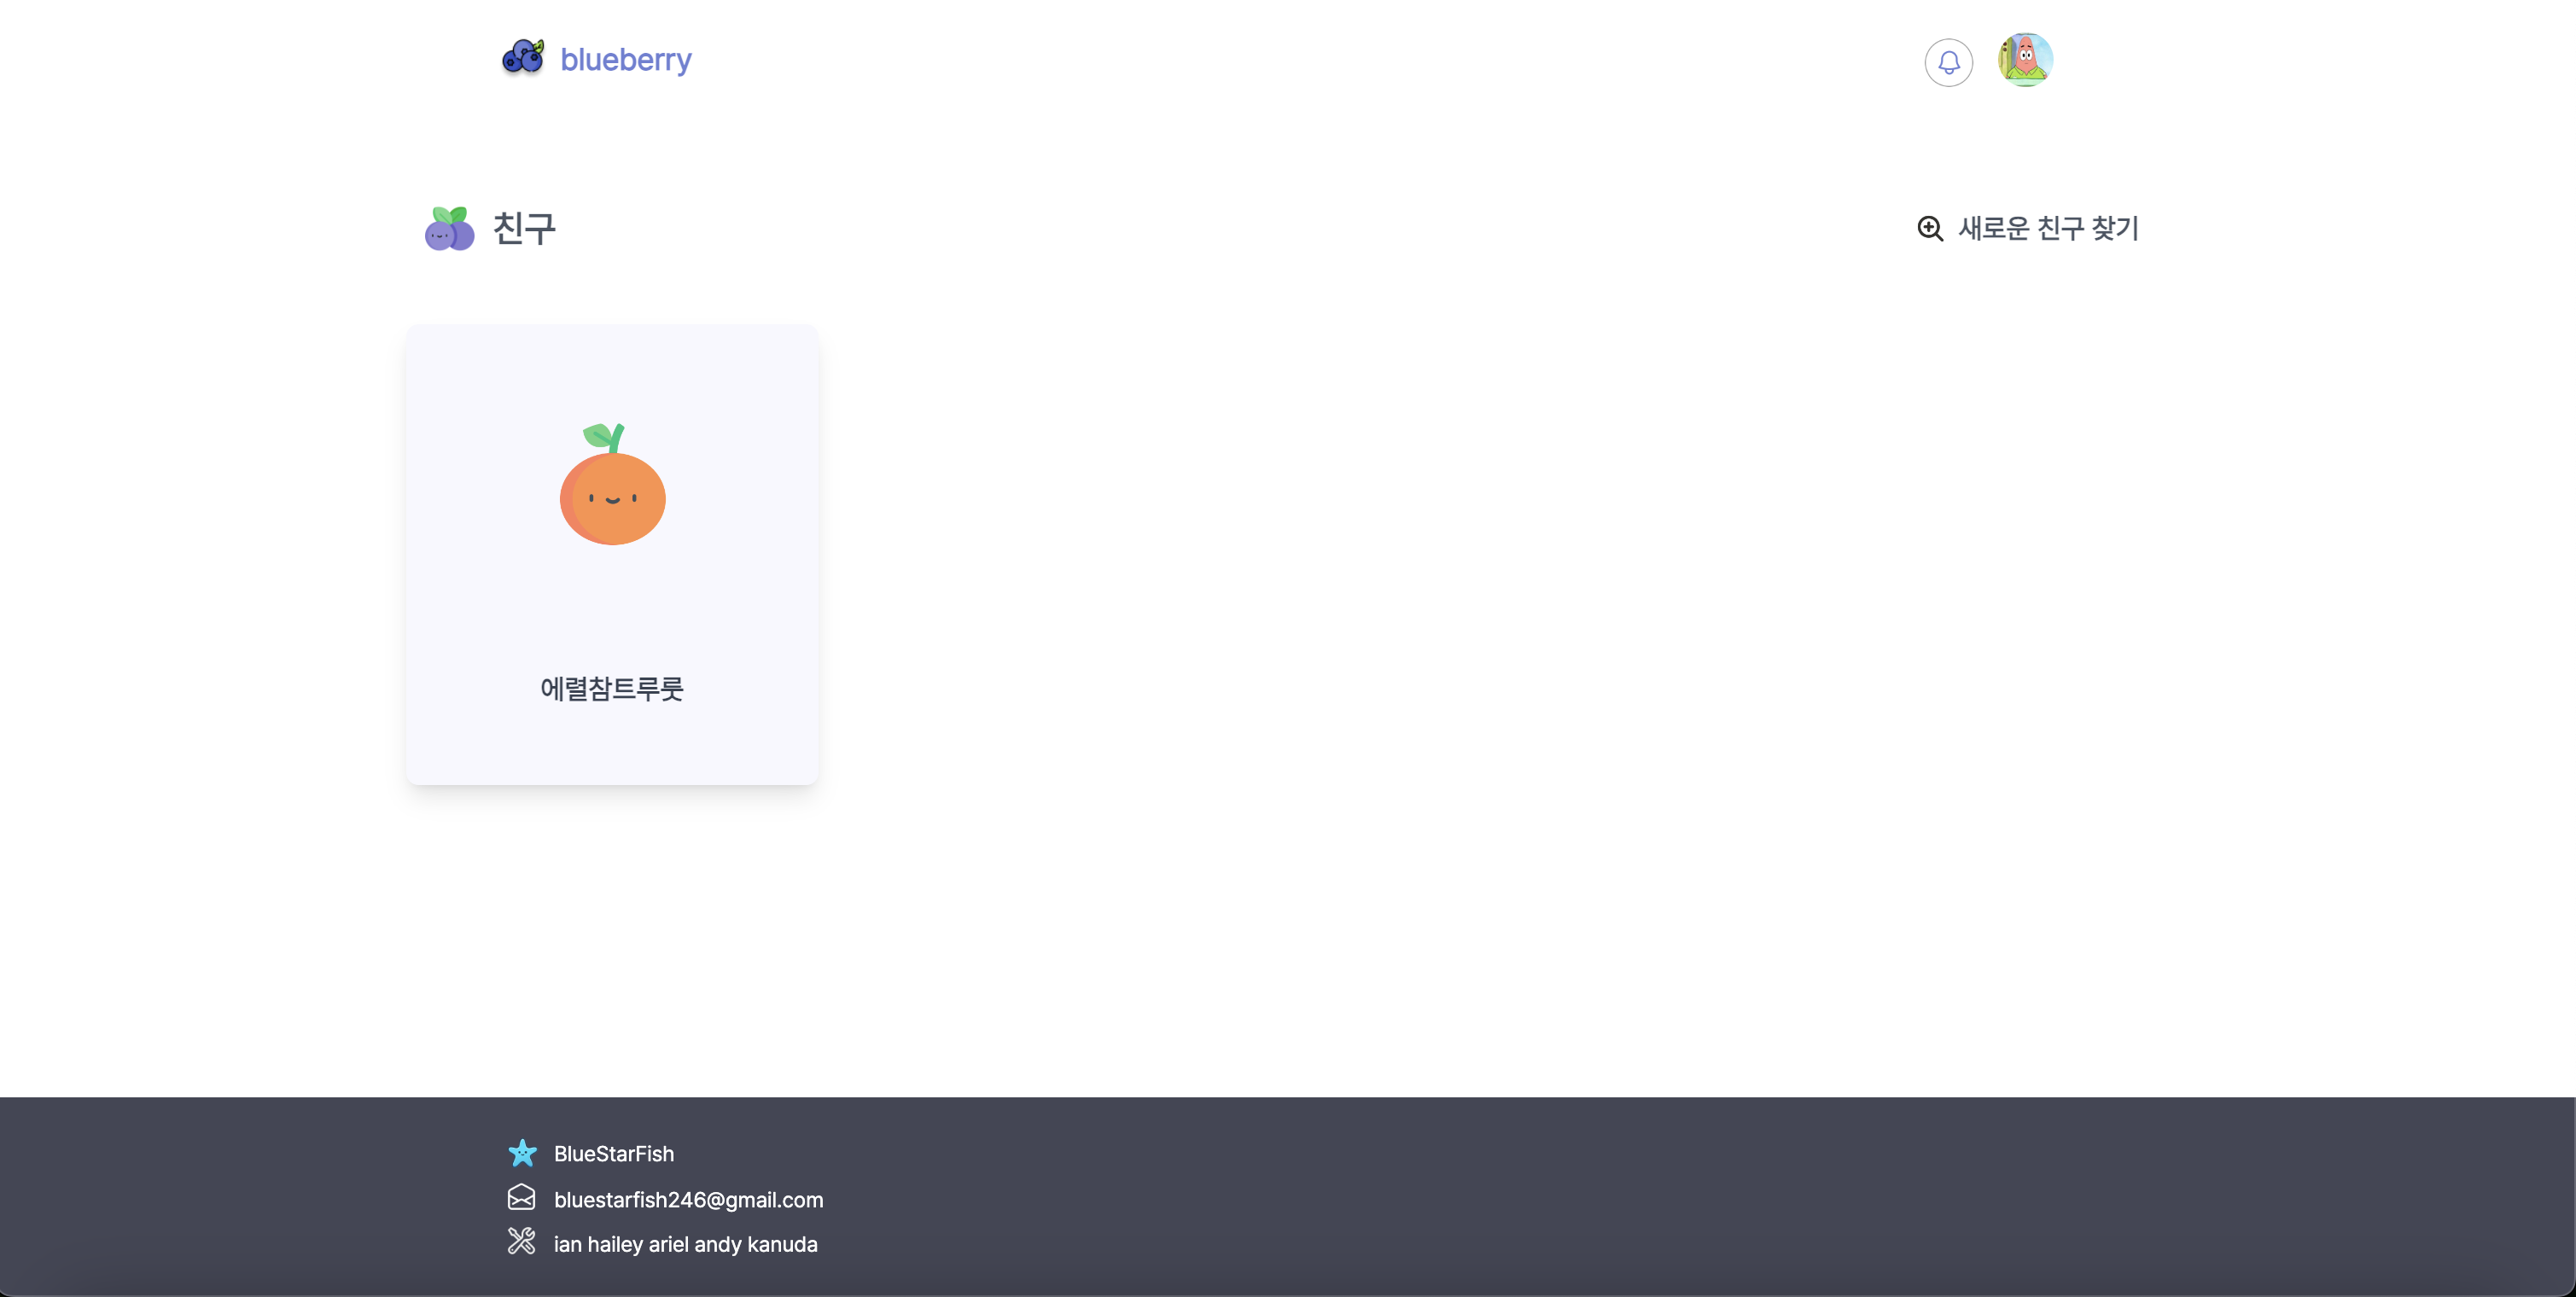 blueberry
친구
새로운 친구 찾기
에렬참트루룻
BlueStarFish
bluestarfish246@gmail.com
ian hailey ariel andy kanuda